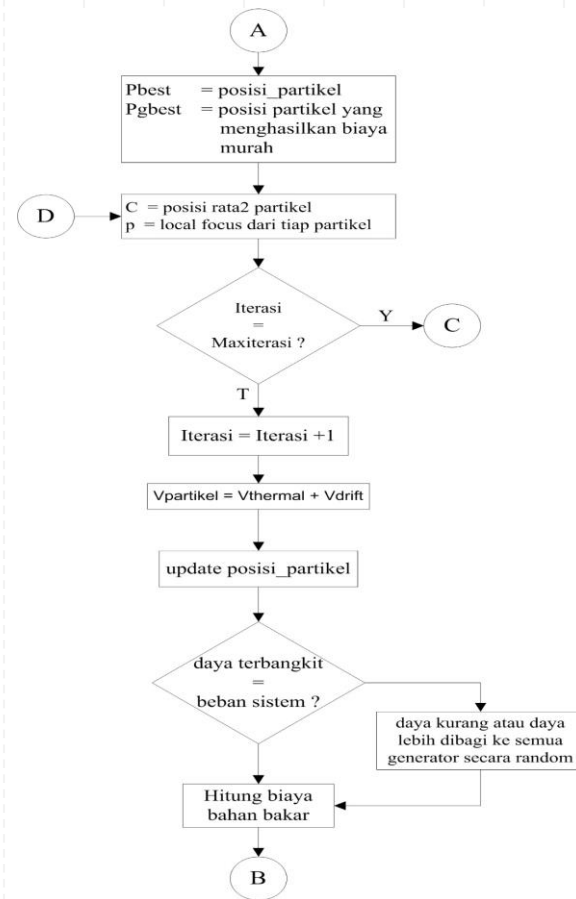 A
Pbest = posisi_partikel
Pgbest = posisi partikel yang
menghasilkan biaya
murah
D
C = posisi rata2 partikel
p = local focus dari tiap partikel
Iterasi
=
Maxiterasi ?
Y
C
T
Iterasi = Iterasi +1
Vpartikel = Vthermal + Vdrift
update posisi_partikel
daya terbangkit
=
beban sistem ?
daya kurang atau daya
lebih dibagi ke semua
generator secara random
Hitung biaya
bahan bakar
B